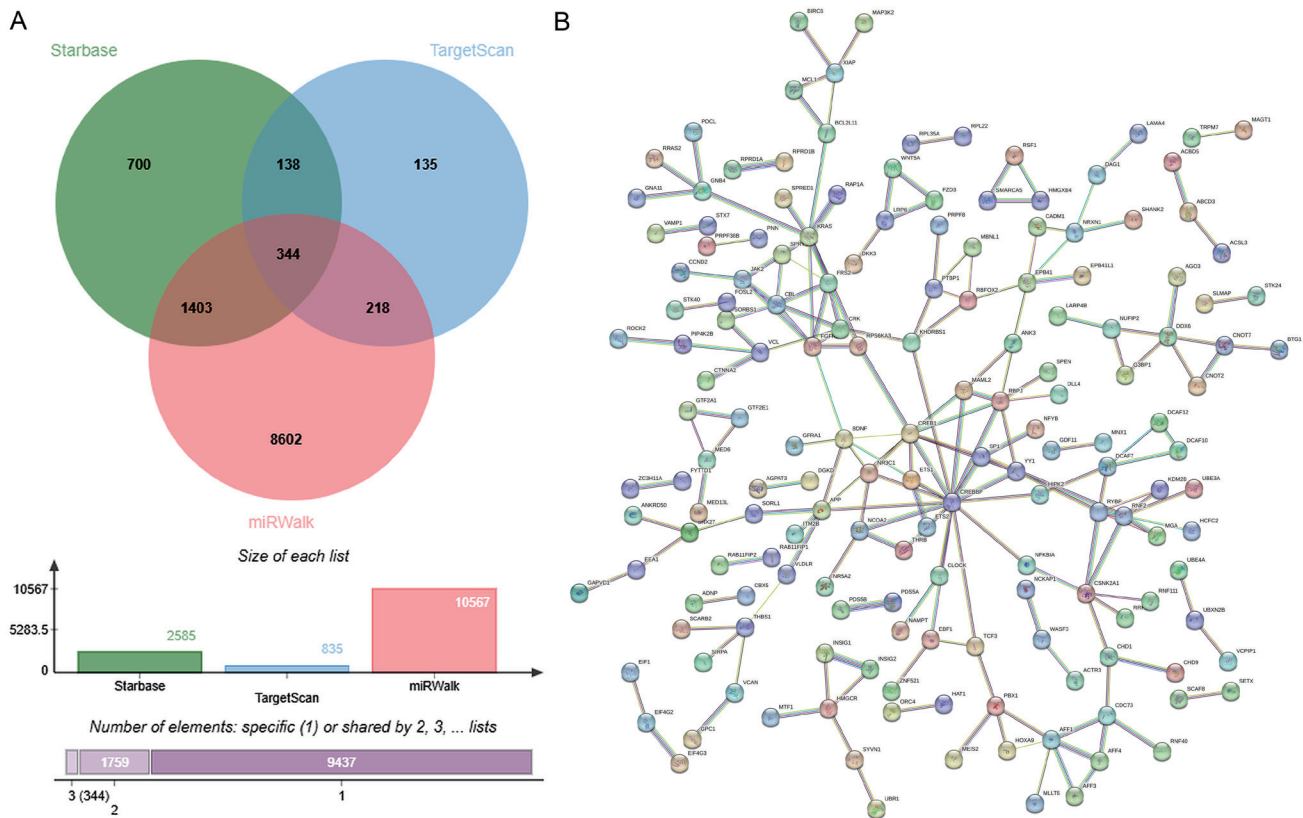 A
Starbase
TargetScan
700
138
135
344
1403
218
8602
miRWalk
Size of each list
10567
5283.5
0
2585
835
10567
Starbase
TargetScan
miRWalk
Number of elements: specific (1) or shared by 2, 3, ... lists
1759
9437
3 (344)
2
1
B
MAP3K2
XIAP
MCL1
BCL2L11
RPL35A
RPL22
LAMA4
TRPM7
MAGT1
PDCL
RRAS2
GNB4
GNA11
RPRD1A
RPRD1B
SPRED1
RAP1A
WNT5A
FZD3
LRP6
DKK3
RSF1
SMARCA5
DAG1
ACBD5
ABCD3
ACSL3
VAMP1
STX7
PRPF38B
PNN
KRAS
PRPF8
CADM1
NRXN1
SHANK2
MBNL1
CCND2
JAK2
FRS2
PTBP1
RBFOX2
EPB41
EPB41L1
AGO3
SLMAP
STK24
STK40
FOSL2
CBL
SORBS1
CRK
LARP4B
NUFIP2
DDX6
CNOT7
BTG1
ROCK2
PIP4K2B
VCL
RPS6KA3
KHDRBS1
ANK3
G3BP1
CNOT2
CTNNA2
MAML2
SPEN
DLL4
GTF2A1
GTF2E1
MED6
GFRA1
CREB1
NFYB
SP1
GDF11
MNX1
DCAF12
DCAF10
DCAF7
ZC3H11A
FYTTD1
MED13L
AGPAT3
DGKD
NR3C1
ETS1
YY1
CREBBP
HIPK2
KDM2B
UBE3A
RYBP
RNF2
HCFC2
MGA
ANKRD50
SORL1
APP
ITM2B
NCOA2
ETS2
THRB
EEA1
GAPVD1
RAB11FIP2
RAB11FIP1
VLDLR
NR5A2
CLOCK
NFKBIA
UBE4A
ADNP
CBX5
PDS5B
PDS5A
NAMPT
NCKAP1
CSNK2A1
RNF111
UBXN2B
SCARB2
THBS1
SIRPA
EBF1
TCF3
WASF3
ACTR3
CHD1
CHD9
VCPIP1
VCAN
INSIG1
INSIG2
ZNF521
EIF1
EIF4G2
EIF4G3
GPC1
MTF1
HMGCR
ORC4
HAT1
PBX1
SCAF8
SETX
MEIS2
HOXA9
AFF1
AFF4
RNF40
SYVN1
UBR1
AFF3